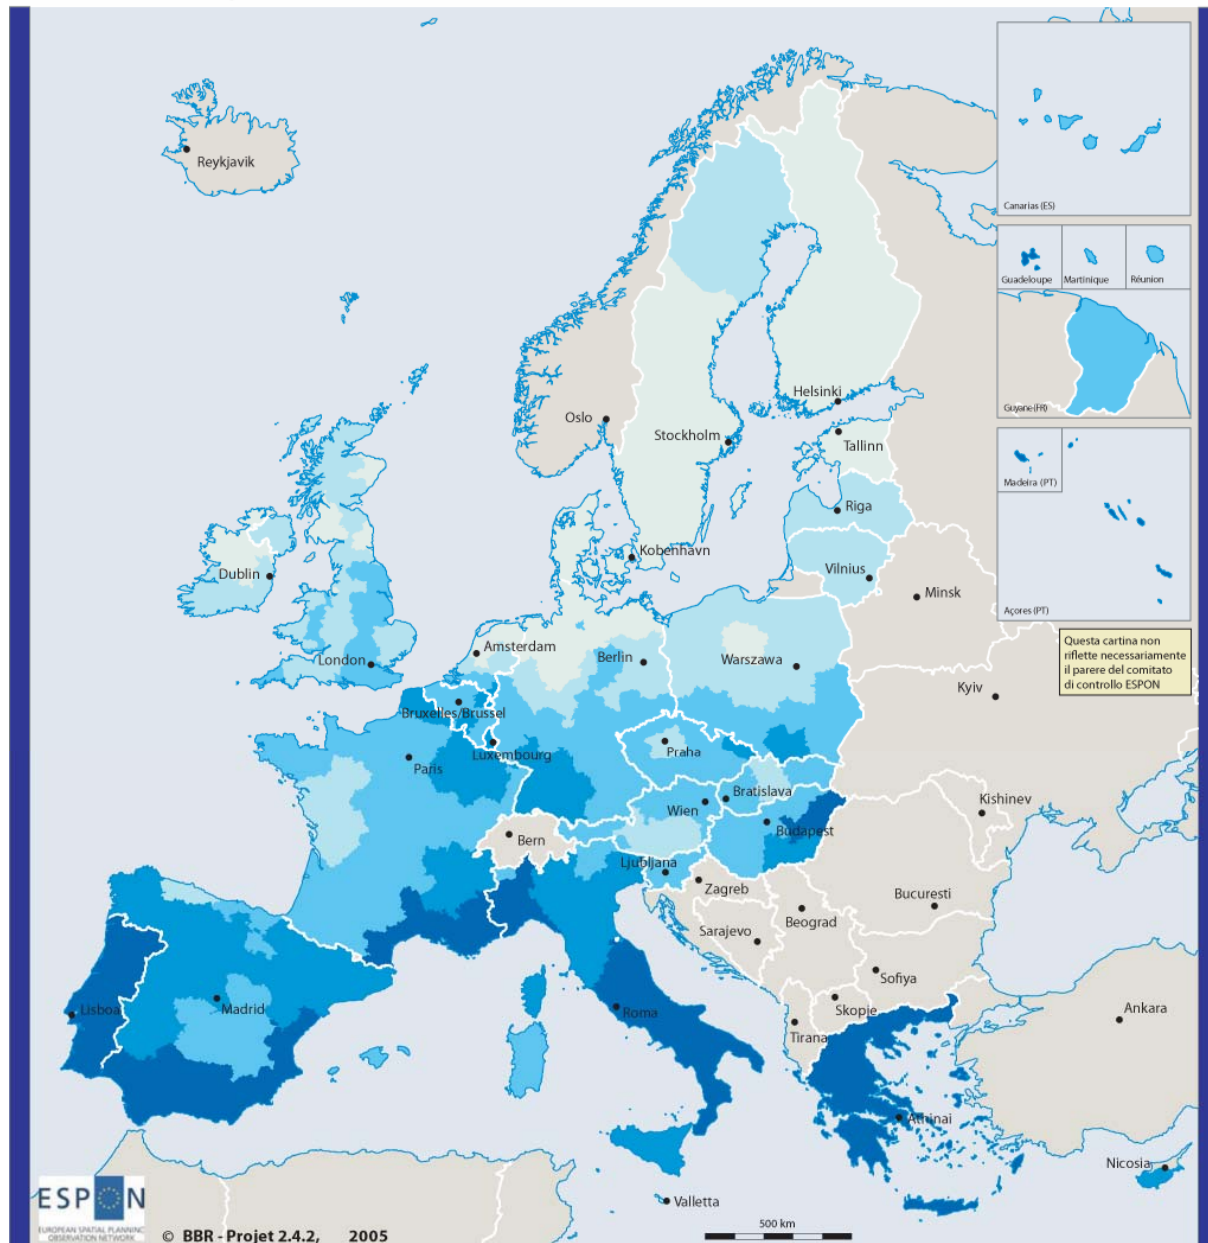 Reykjavik
Canarias (ES)
Guadeloupe
Martinique
Réunion
Guyane (FR)
Madeira (PT)
Açores (PT)
Questa cartina non
riflette necessariamente
il parere del comitato
di controllo ESPON
Helsinki
Oslo
Stockholm
Tallinn
Riga
Kobenhavn
Vilnius
Dublin
Minsk
Amsterdam
London
Berlin
Warszawa
Kyiv
Bruxelles/Brussel
Luxembourg
Praha
Paris
Bratislava
Kishinev
Wien
Bern
Budapest
Ljubljana
Zagreb
Bucuresti
Beograd
Sarajevo
Sofiya
Madrid
Lisboa
Roma
Skopje
Ankara
Tirana
Athinai
Nicosia
Valletta
ESPON
EUROPEAN SPATIAL PLANNING
OBSERVATION NETWORK
500 km
© BBR - Projet 2.4.2, 2005